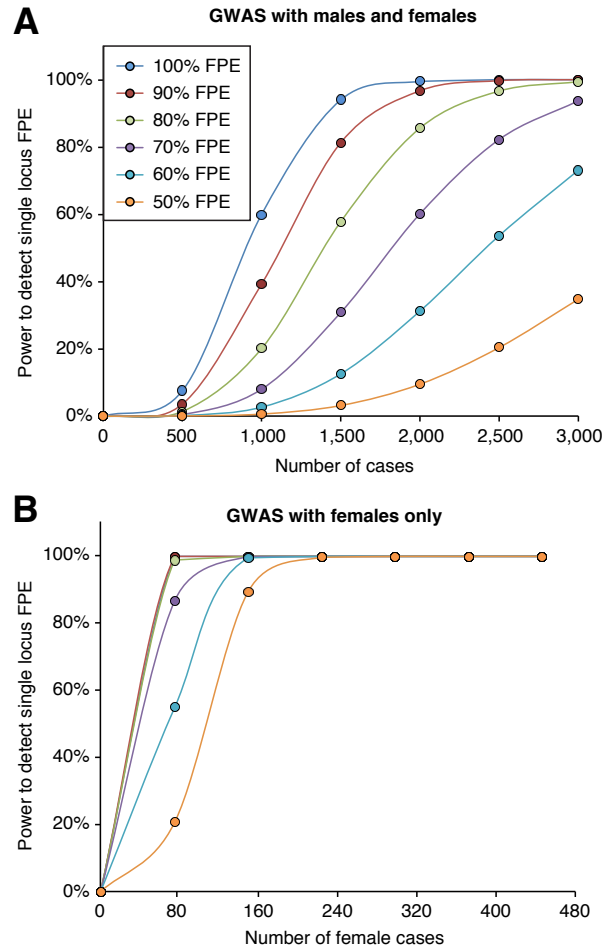 A
GWAS with males and females
100% FPE
90% FPE
80% FPE
70% FPE
60% FPE
50% FPE
Power to detect single locus FPE
100%
80%
60%
40%
20%
0%
0 500 1,000 1,500 2,000 2,500 3,000
Number of cases
B
GWAS with females only
Power to detect single locus FPE
100%
80%
60%
40%
20%
0%
0 80 160 240 320 400 480
Number of female cases